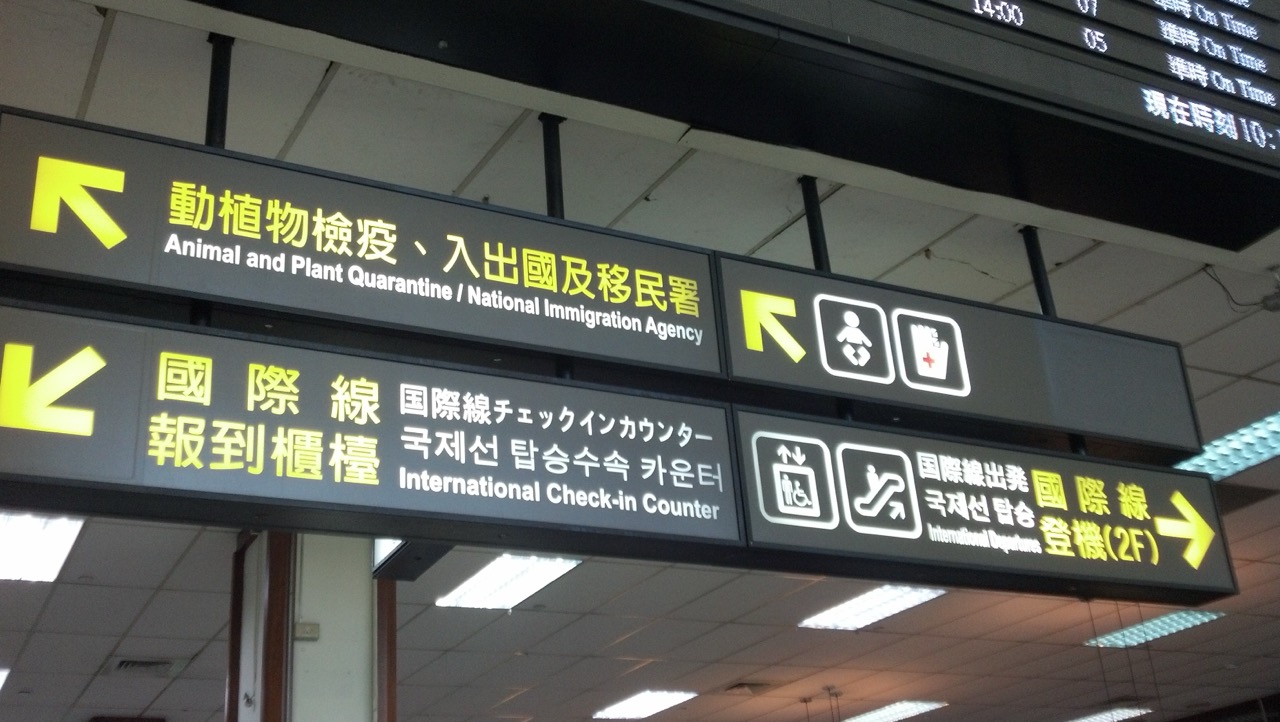 14:00 07 準時 On Time
05 準時 On Time
準時 On Time
現在時刻 10:
動植物檢疫、入出國及移民署
Animal and Plant Quarantine / National Immigration Agency
國際線
報到櫃檯
国際線チェックインカウンター
국제선 탑승수속 카운터
International Check-in Counter
国際線出発
국제선 탑승
International Departures
國際線
登機(2F)